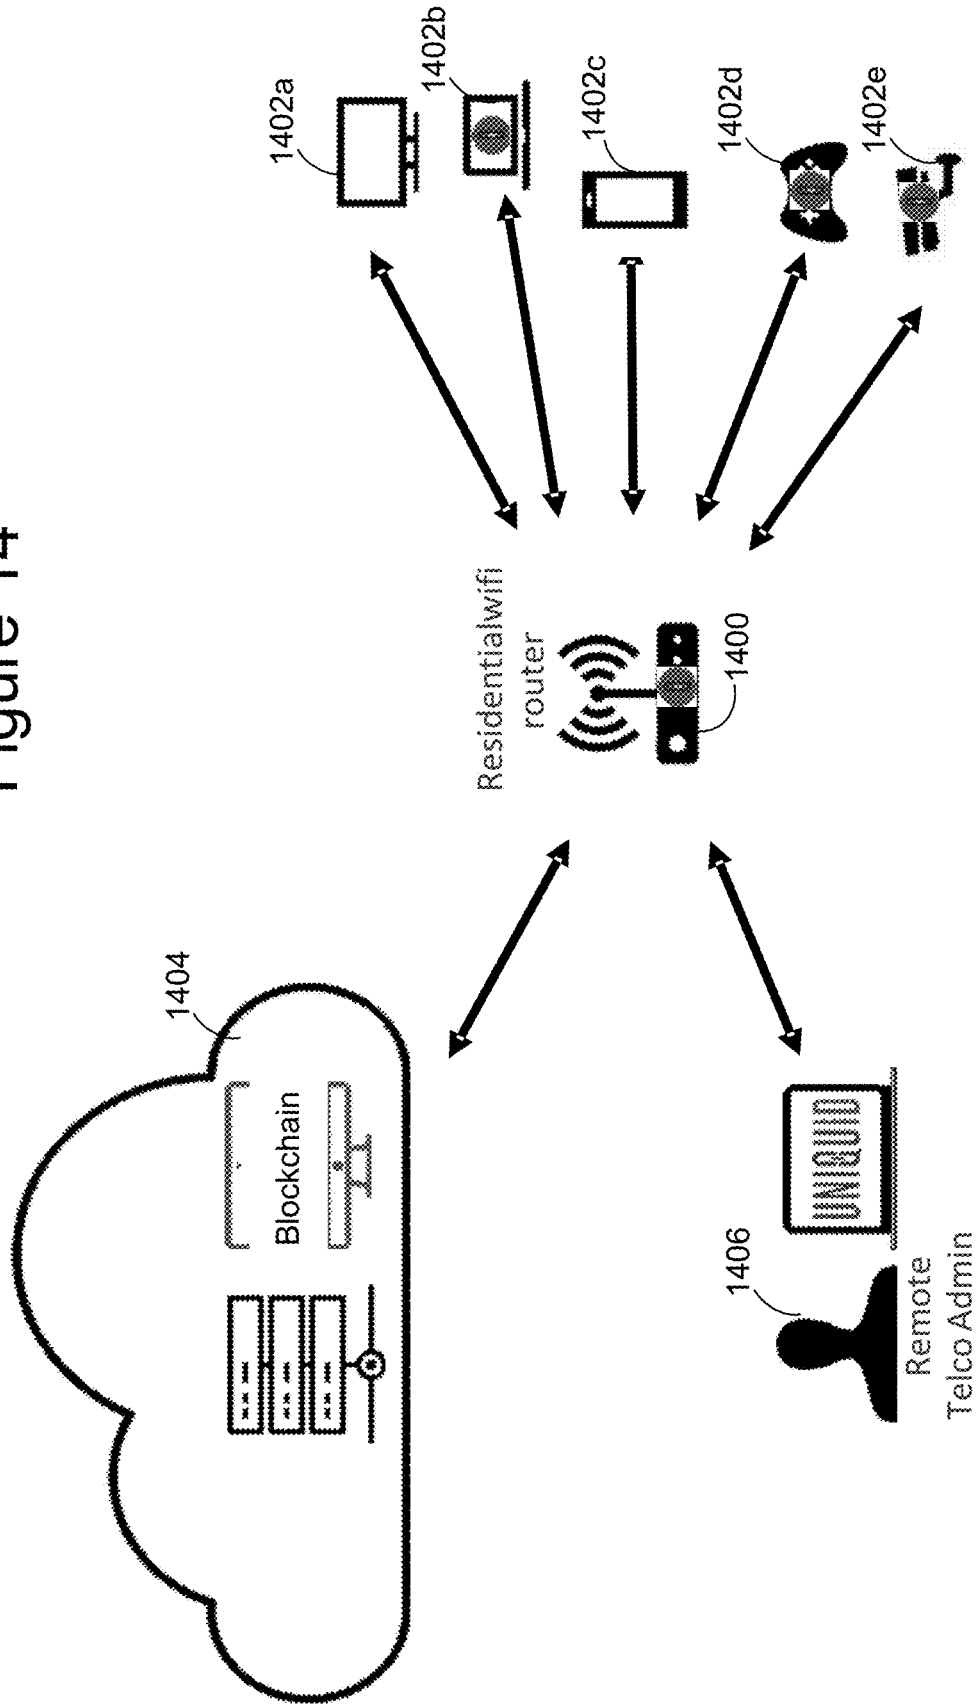 Figure 14
1404
Blockchain
1406
UNIQUID
Remote
Telco Admin
Residentialwifi
router
1400
1402a
1402b
1402c
1402d
1402e